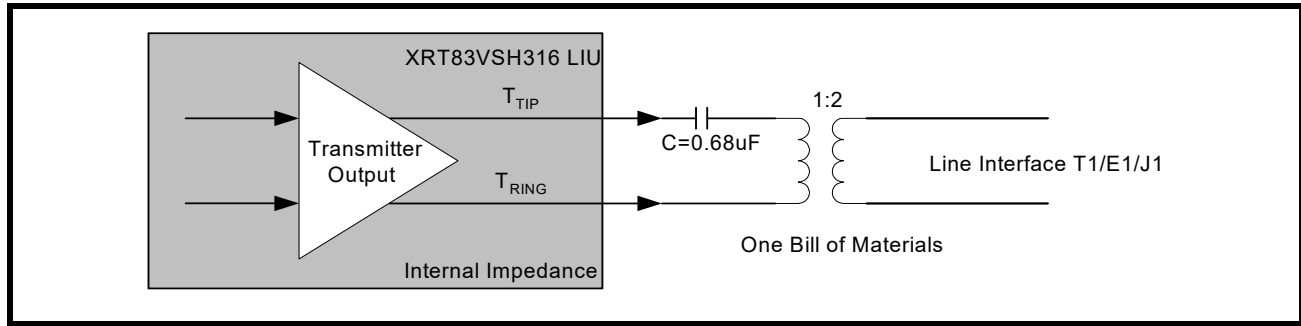 XRT83VSH316 LIU
T_TIP
1:2
C=0.68uF
Transmitter
Output
Line Interface T1/E1/J1
T_RING
One Bill of Materials
Internal Impedance